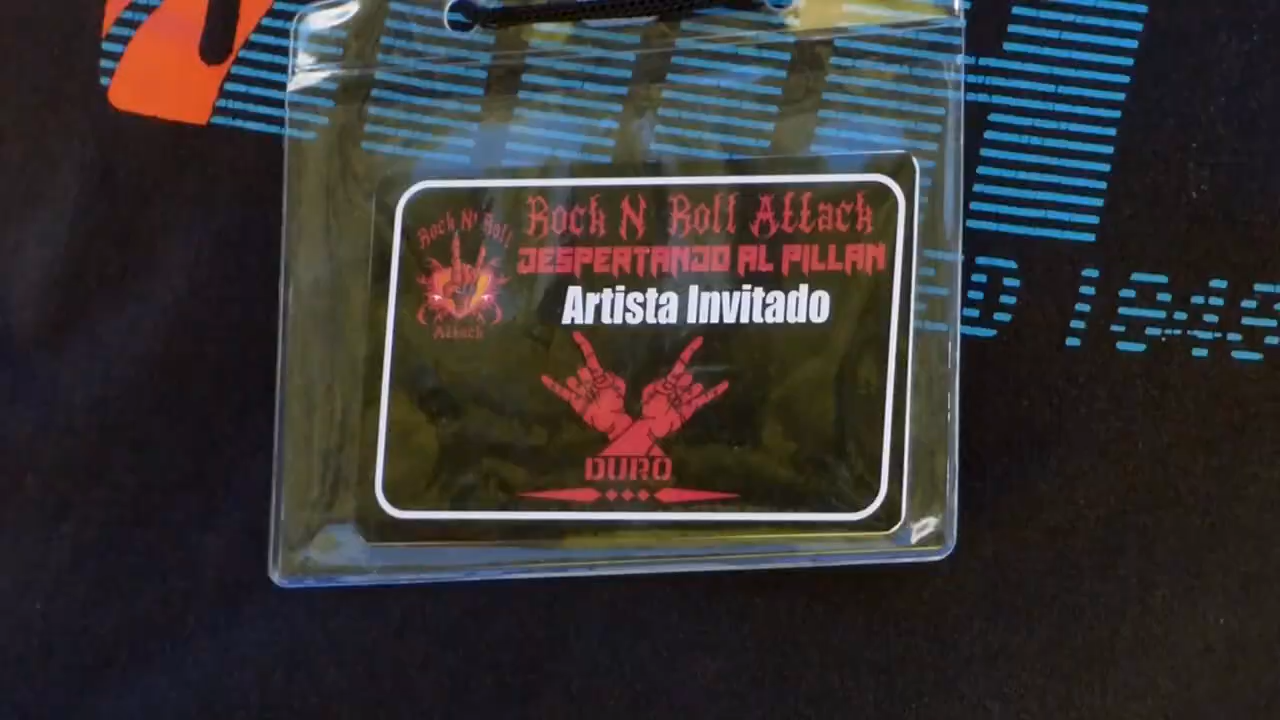 Rock N Roll Attack
DESPERTANDO AL PILLAN
Artista Invitado
Rock N' Roll
Attack
DURO